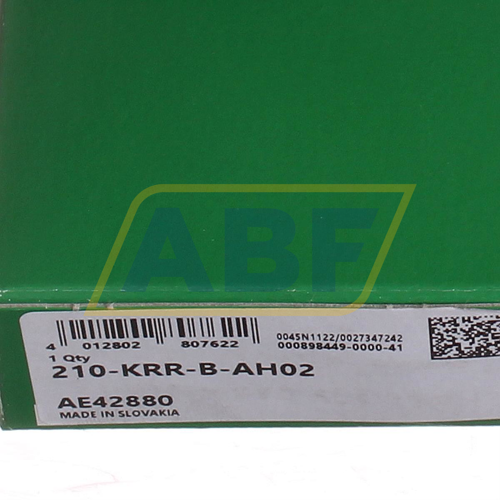 ABF
4 012802 807622
0045N1122/0027347242
000898449-0000-41
1 Qty
210-KRR-B-AH02
AE42880
MADE IN SLOVAKIA